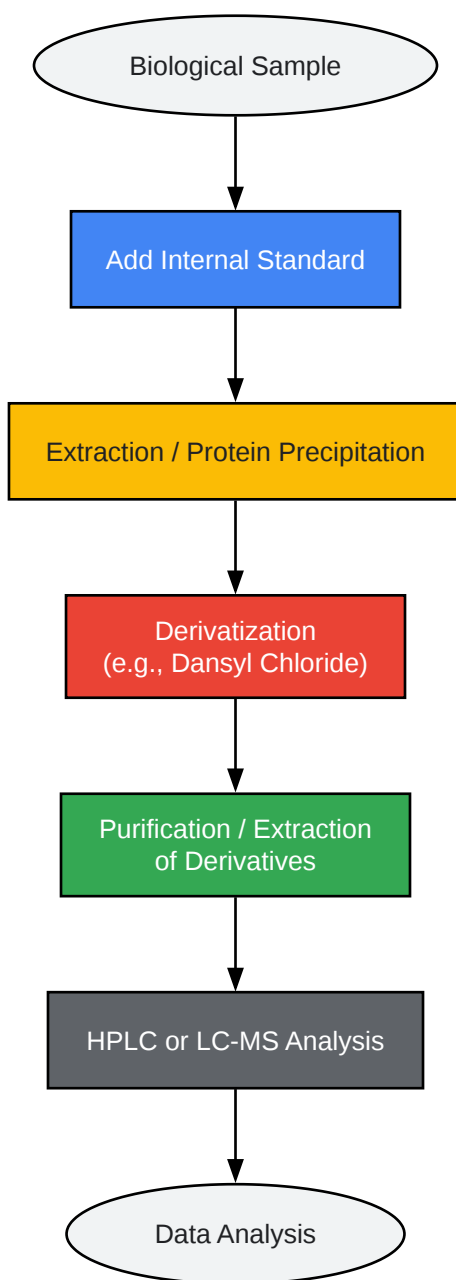 Biological Sample
Add Internal Standard
Extraction / Protein Precipitation
Derivatization
(e.g., Dansyl Chloride)
Purification / Extraction
of Derivatives
HPLC or LC-MS Analysis
Data Analysis